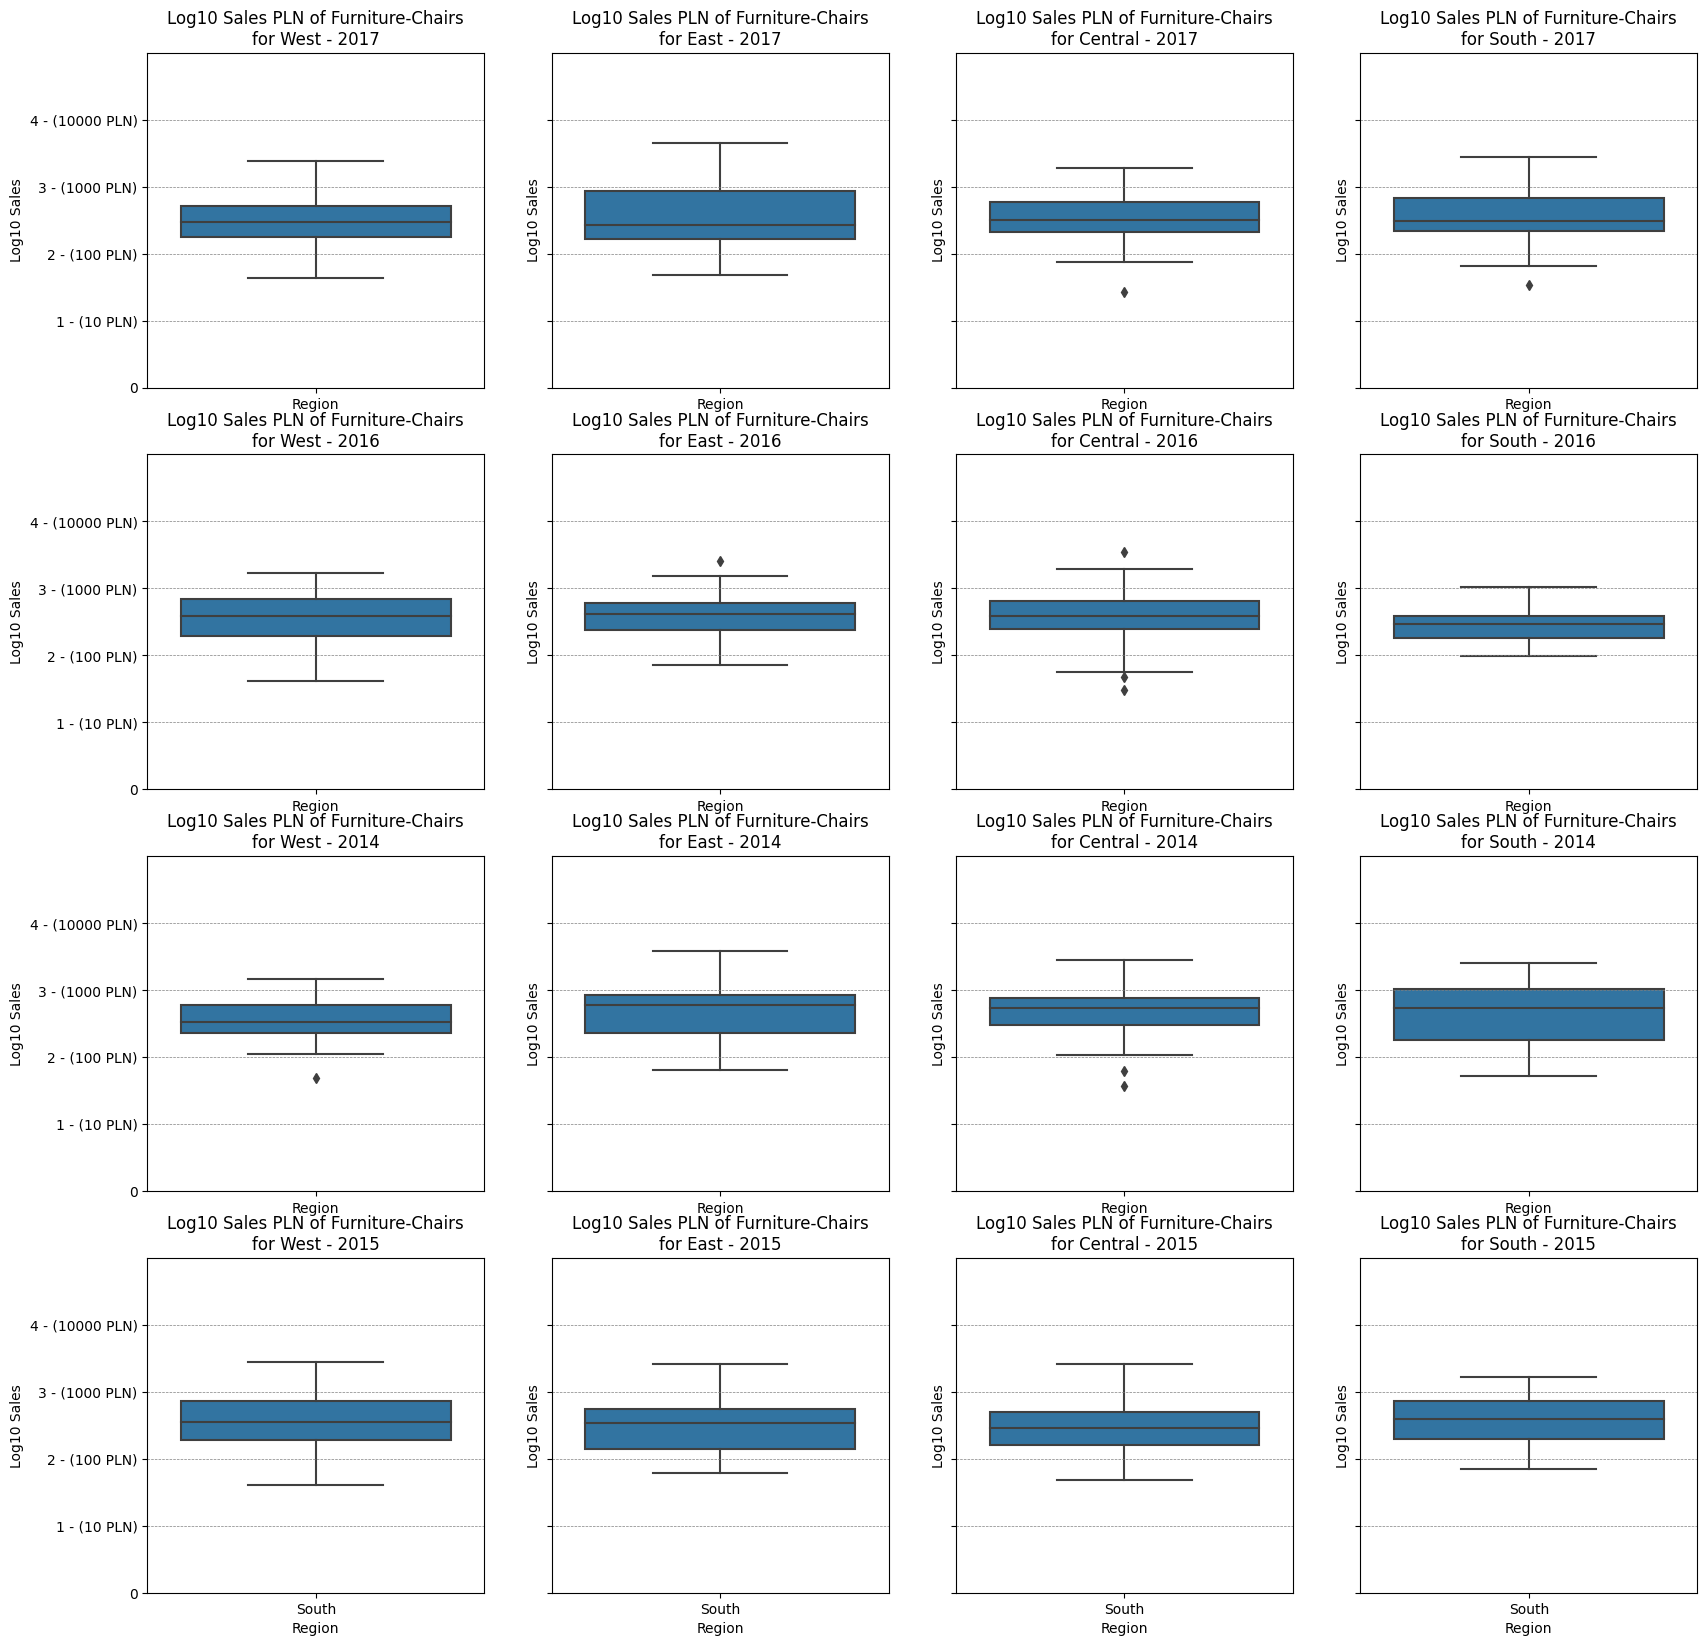 Log10 Sales PLN of Furniture-Chairs
for West - 2017
Log10 Sales PLN of Furniture-Chairs
for East - 2017
Log10 Sales PLN of Furniture-Chairs
for Central - 2017
Log10 Sales PLN of Furniture-Chairs
for South - 2017
4 - (10000 PLN)
3 - (1000 PLN)
2 - (100 PLN)
1 - (10 PLN)
0
Log10 Sales
Log10 Sales
Log10 Sales
Log10 Sales
Region
Region
Region
Region
Log10 Sales PLN of Furniture-Chairs
for West - 2016
Log10 Sales PLN of Furniture-Chairs
for East - 2016
Log10 Sales PLN of Furniture-Chairs
for Central - 2016
Log10 Sales PLN of Furniture-Chairs
for South - 2016
4 - (10000 PLN)
3 - (1000 PLN)
2 - (100 PLN)
1 - (10 PLN)
0
Log10 Sales
Log10 Sales
Log10 Sales
Log10 Sales
Region
Region
Region
Region
Log10 Sales PLN of Furniture-Chairs
for West - 2014
Log10 Sales PLN of Furniture-Chairs
for East - 2014
Log10 Sales PLN of Furniture-Chairs
for Central - 2014
Log10 Sales PLN of Furniture-Chairs
for South - 2014
4 - (10000 PLN)
3 - (1000 PLN)
2 - (100 PLN)
1 - (10 PLN)
0
Log10 Sales
Log10 Sales
Log10 Sales
Log10 Sales
Region
Region
Region
Region
Log10 Sales PLN of Furniture-Chairs
for West - 2015
Log10 Sales PLN of Furniture-Chairs
for East - 2015
Log10 Sales PLN of Furniture-Chairs
for Central - 2015
Log10 Sales PLN of Furniture-Chairs
for South - 2015
4 - (10000 PLN)
3 - (1000 PLN)
2 - (100 PLN)
1 - (10 PLN)
0
Log10 Sales
Log10 Sales
Log10 Sales
Log10 Sales
South
South
South
South
Region
Region
Region
Region